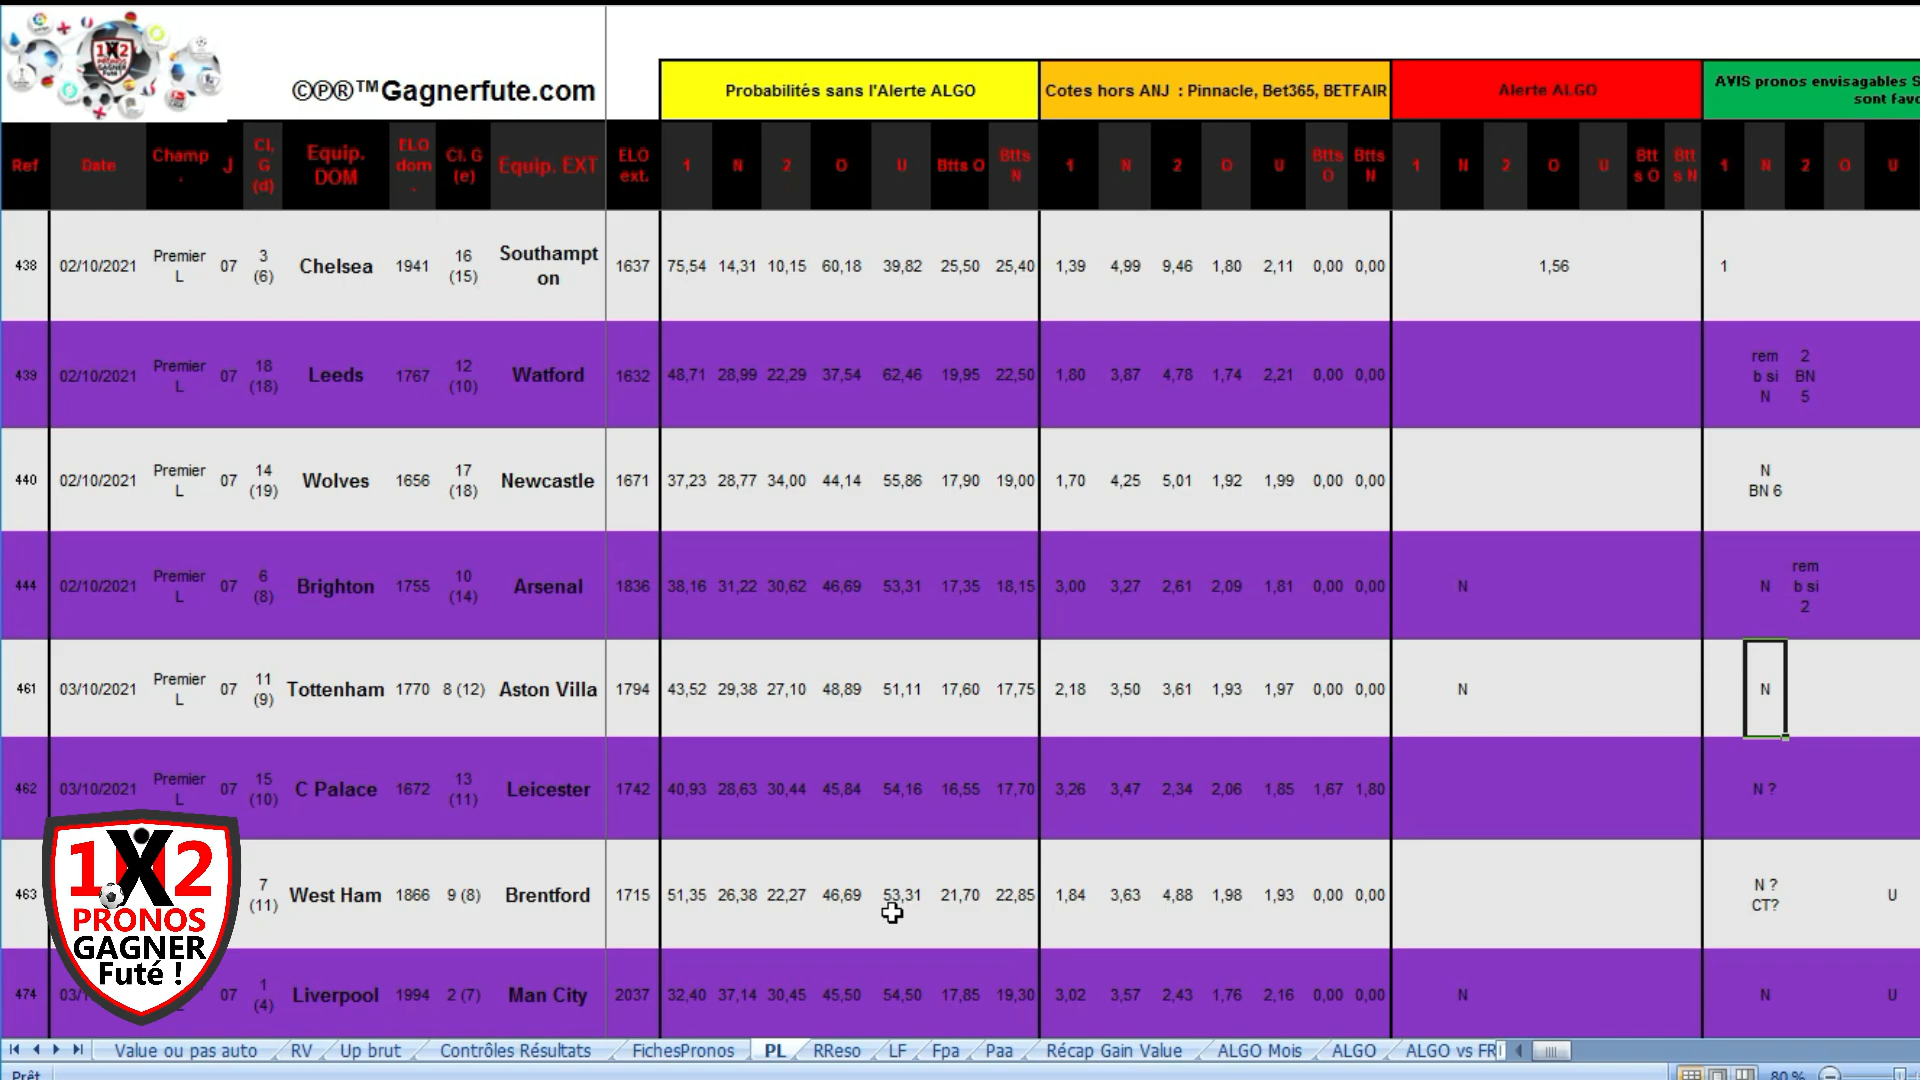 1X2 PRONOS GAGNER Futé !
©℗®™Gagnerfute.com
Probabilités sans l'Alerte ALGO
Cotes hors ANJ : Pinnacle, Bet365, BETFAIR
Alerte ALGO
AVIS pronos envisagables S
sont favo
Ref Date Champ. J Cl, G (d) Equip. DOM ELO dom. Cl. G (e) Equip. EXT ELO ext. 1 N 2 O U Btts O Btts N 1 N 2 O U Btts O Btts N 1 N 2 O U Btts O Btts N 1 N 2 O U
438 02/10/2021 Premier L 07 3 (6) Chelsea 1941 16 (15) Southampton 1637 75,54 14,31 10,15 60,18 39,82 25,50 25,40 1,39 4,99 9,46 1,80 2,11 0,00 0,00 1,56 1
439 02/10/2021 Premier L 07 18 (18) Leeds 1767 12 (10) Watford 1632 48,71 28,99 22,29 37,54 62,46 19,95 22,50 1,80 3,87 4,78 1,74 2,21 0,00 0,00 remb si N 2 BN 5
440 02/10/2021 Premier L 07 14 (19) Wolves 1656 17 (18) Newcastle 1671 37,23 28,77 34,00 44,14 55,86 17,90 19,00 1,70 4,25 5,01 1,92 1,99 0,00 0,00 N BN 6
444 02/10/2021 Premier L 07 6 (8) Brighton 1755 10 (14) Arsenal 1836 38,16 31,22 30,62 46,69 53,31 17,35 18,15 3,00 3,27 2,61 2,09 1,81 0,00 0,00 N N remb si 2
461 03/10/2021 Premier L 07 11 (9) Tottenham 1770 8 (12) Aston Villa 1794 43,52 29,38 27,10 48,89 51,11 17,60 17,75 2,18 3,50 3,61 1,93 1,97 0,00 0,00 N N
462 03/10/2021 Premier L 07 15 (10) C Palace 1672 13 (11) Leicester 1742 40,93 28,63 30,44 45,84 54,16 16,55 17,70 3,26 3,47 2,34 2,06 1,85 1,67 1,80 N ?
463 7 (11) West Ham 1866 9 (8) Brentford 1715 51,35 26,38 22,27 46,69 53,31 21,70 22,85 1,84 3,63 4,88 1,98 1,93 0,00 0,00 N ? CT? U
474 03/1 07 1 (4) Liverpool 1994 2 (7) Man City 2037 32,40 37,14 30,45 45,50 54,50 17,85 19,30 3,02 3,57 2,43 1,76 2,16 0,00 0,00 N N U
1X2
PRONOS
GAGNER
Futé !
Value ou pas auto RV Up brut Contrôles Résultats FichesPronos PL RReso LF Fpa Paa Récap Gain Value ALGO Mois ALGO ALGO vs FR
Prêt 80 %